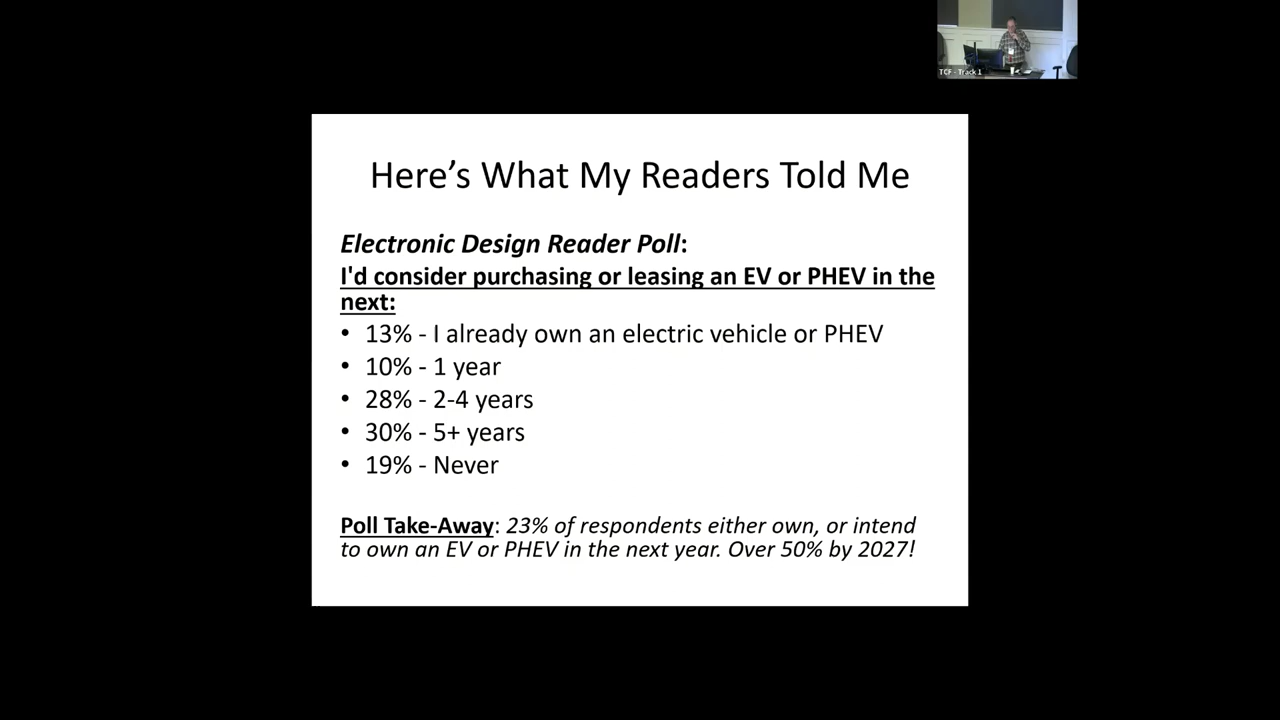 TCF - Track 1
Here's What My Readers Told Me
Electronic Design Reader Poll:
I'd consider purchasing or leasing an EV or PHEV in the
next:
• 13% - I already own an electric vehicle or PHEV
• 10% - 1 year
• 28% - 2-4 years
• 30% - 5+ years
• 19% - Never
Poll Take-Away: 23% of respondents either own, or intend
to own an EV or PHEV in the next year. Over 50% by 2027!